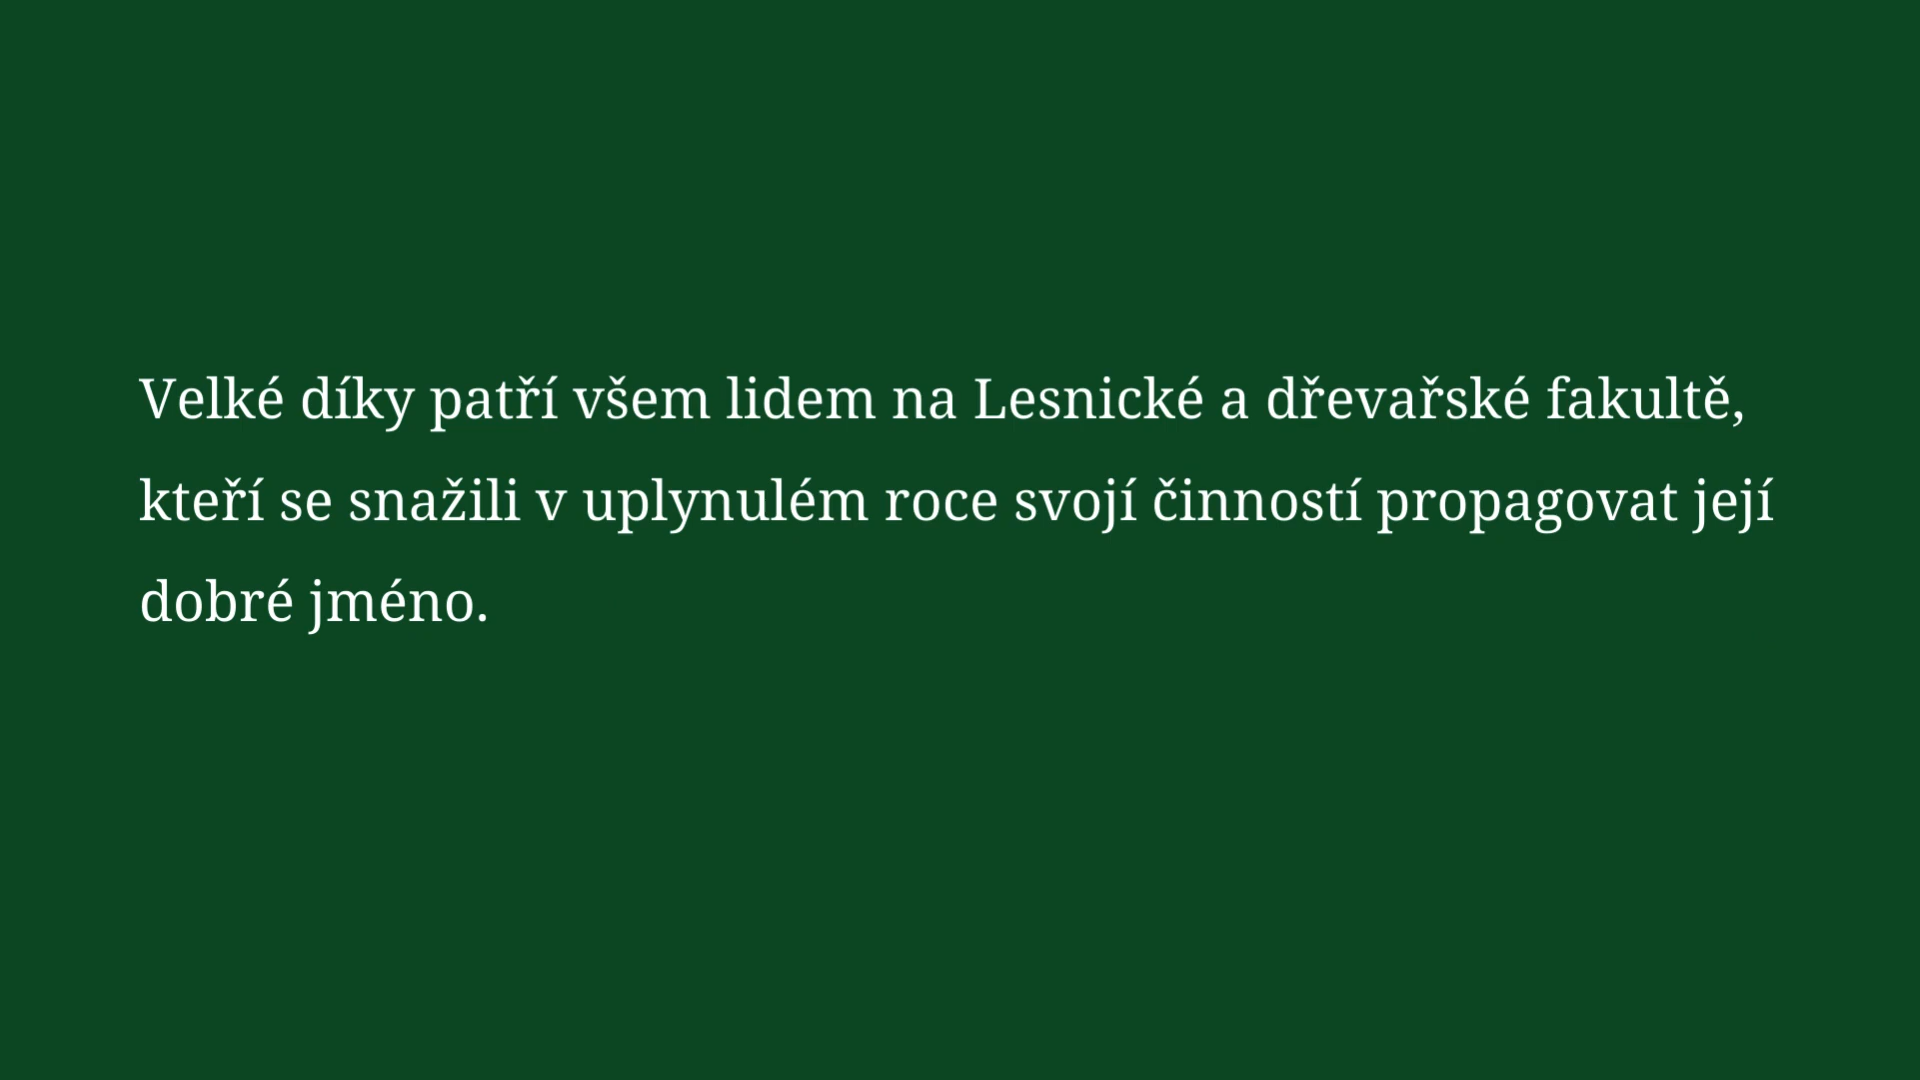 Velké díky patří všem lidem na Lesnické a dřevařské fakultě,
kteří se snažili v uplynulém roce svojí činností propagovat její
dobré jméno.